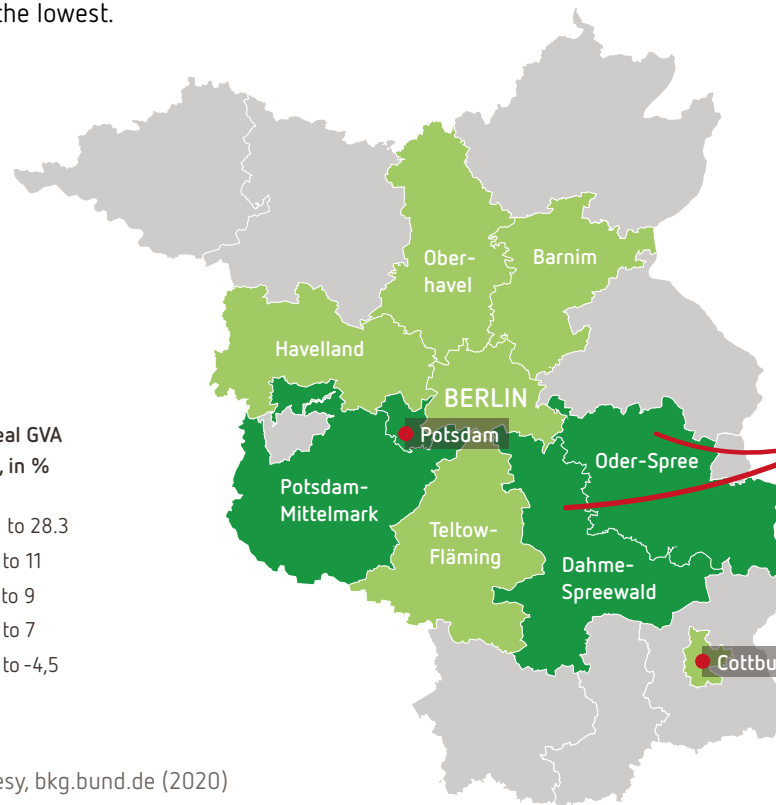 the lowest.
Ober-
havel
Barnim
Havelland
BERLIN
Potsdam
Oder-Spree
Potsdam-
Mittelmark
Teltow-
Fläming
Dahme-
Spreewald
eal GVA
, in %
to 28.3
to 11
to 9
to 7
to -4,5
Cottbu
esy, bkg.bund.de (2020)